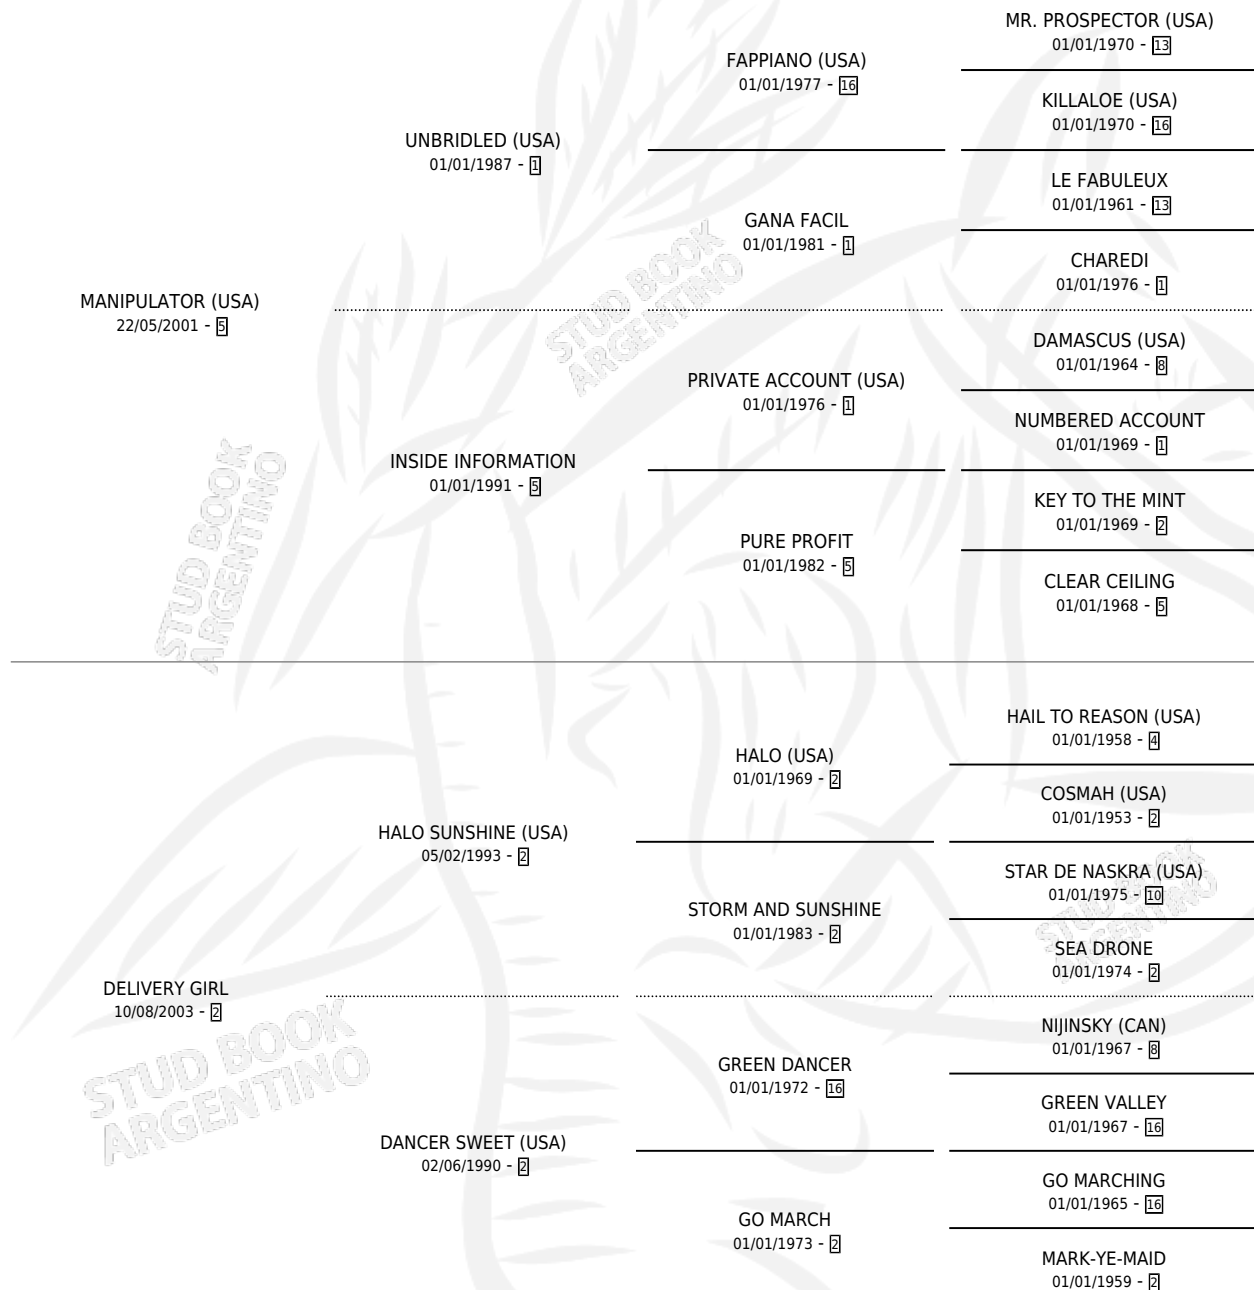 MR. PROSPECTOR (USA)
01/01/1970 - 13
FAPPIANO (USA)
01/01/1977 - 16
KILLALOE (USA)
01/01/1970 - 16
UNBRIDLED (USA)
01/01/1987 - 1
LE FABULEUX
01/01/1961 - 13
GANA FACIL
01/01/1981 - 1
CHAREDI
01/01/1976 - 1
MANIPULATOR (USA)
22/05/2001 - 5
STUD BOOK
ARGENTINO
DAMASCUS (USA)
01/01/1964 - 8
PRIVATE ACCOUNT (USA)
01/01/1976 - 1
NUMBERED ACCOUNT
01/01/1969 - 1
INSIDE INFORMATION
01/01/1991 - 5
KEY TO THE MINT
01/01/1969 - 2
PURE PROFIT
01/01/1982 - 5
CLEAR CEILING
01/01/1968 - 5
STUD BOOK
ARGENTINO
HAIL TO REASON (USA)
01/01/1958 - 4
HALO (USA)
01/01/1969 - 2
COSMAH (USA)
01/01/1953 - 2
HALO SUNSHINE (USA)
05/02/1993 - 2
STAR DE NASKRA (USA)
01/01/1975 - 10
STORM AND SUNSHINE
01/01/1983 - 2
SEA DRONE
01/01/1974 - 2
STUD BOOK
ARGENTINO
DELIVERY GIRL
10/08/2003 - 2
NIJINSKY (CAN)
01/01/1967 - 8
GREEN DANCER
01/01/1972 - 16
GREEN VALLEY
01/01/1967 - 16
STUD BOOK
ARGENTINO
DANCER SWEET (USA)
02/06/1990 - 2
GO MARCHING
01/01/1965 - 16
GO MARCH
01/01/1973 - 2
MARK-YE-MAID
01/01/1959 - 2